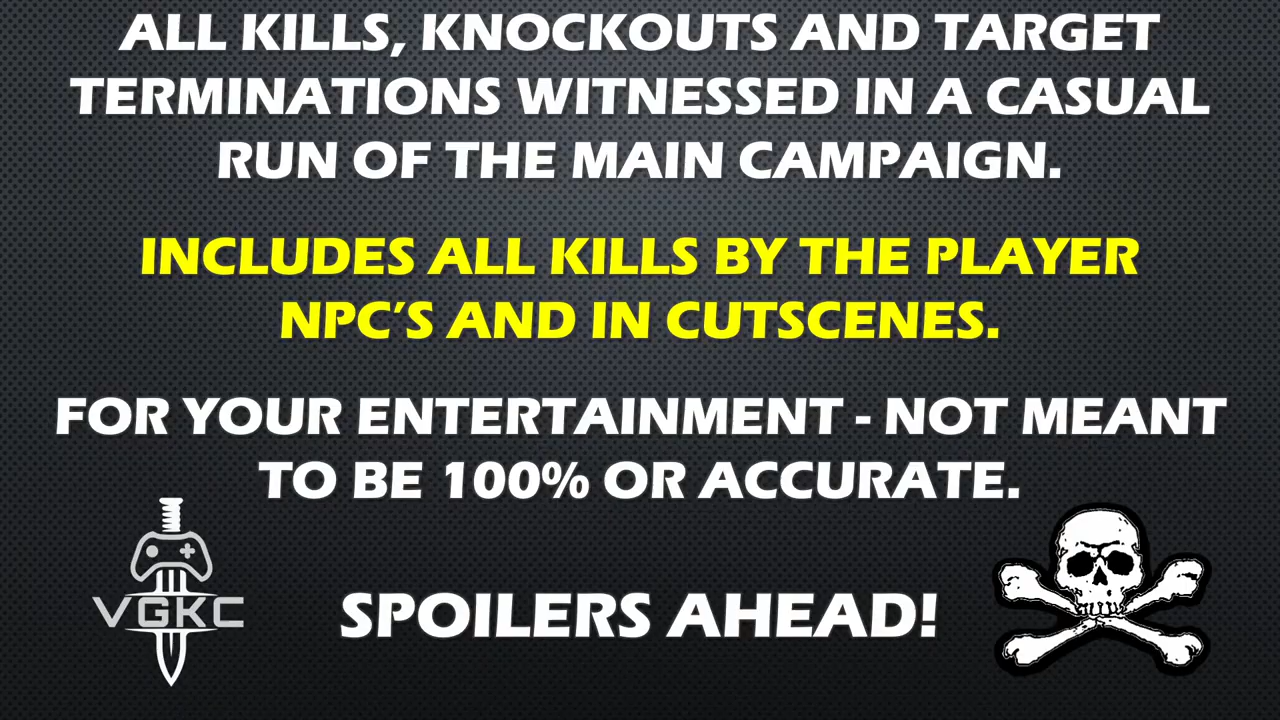 ALL KILLS, KNOCKOUTS AND TARGET
TERMINATIONS WITNESSED IN A CASUAL
RUN OF THE MAIN CAMPAIGN.
INCLUDES ALL KILLS BY THE PLAYER
NPC'S AND IN CUTSCENES.
FOR YOUR ENTERTAINMENT - NOT MEANT
TO BE 100% OR ACCURATE.
VGKC
SPOILERS AHEAD!